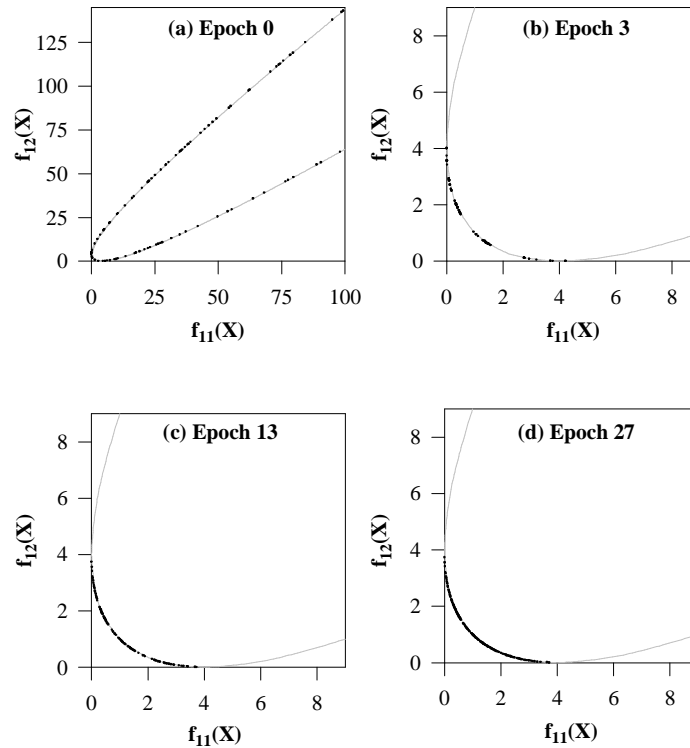 (a) Epoch 0
125
100
75
50
25
0
f12(X)
0 25 50 75 100
f11(X)
(b) Epoch 3
8
6
4
2
0
f12(X)
0 2 4 6 8
f11(X)
(c) Epoch 13
8
6
4
2
0
f12(X)
0 2 4 6 8
f11(X)
(d) Epoch 27
8
6
4
2
0
f12(X)
0 2 4 6 8
f11(X)